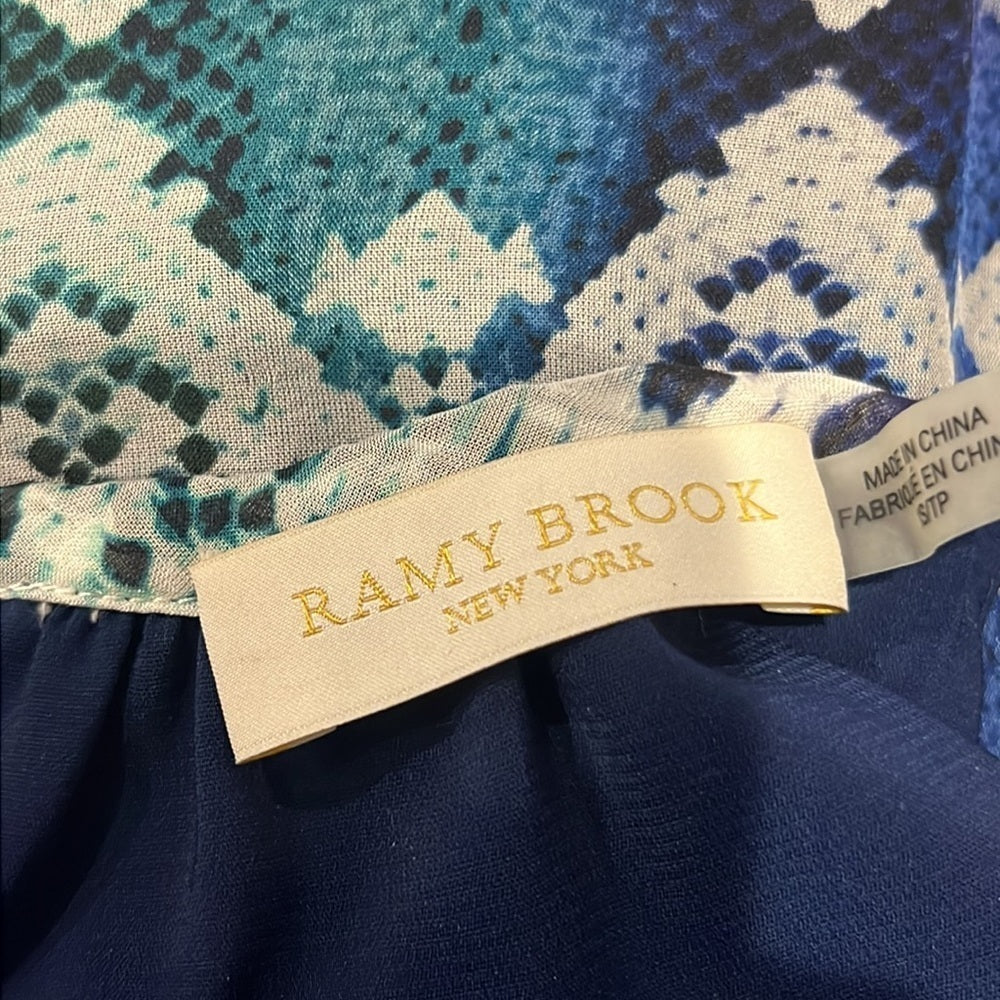 RAMY BROOK
NEW YORK
MADE IN CHINA
FABRIQUÉ EN CHIN
S/TP